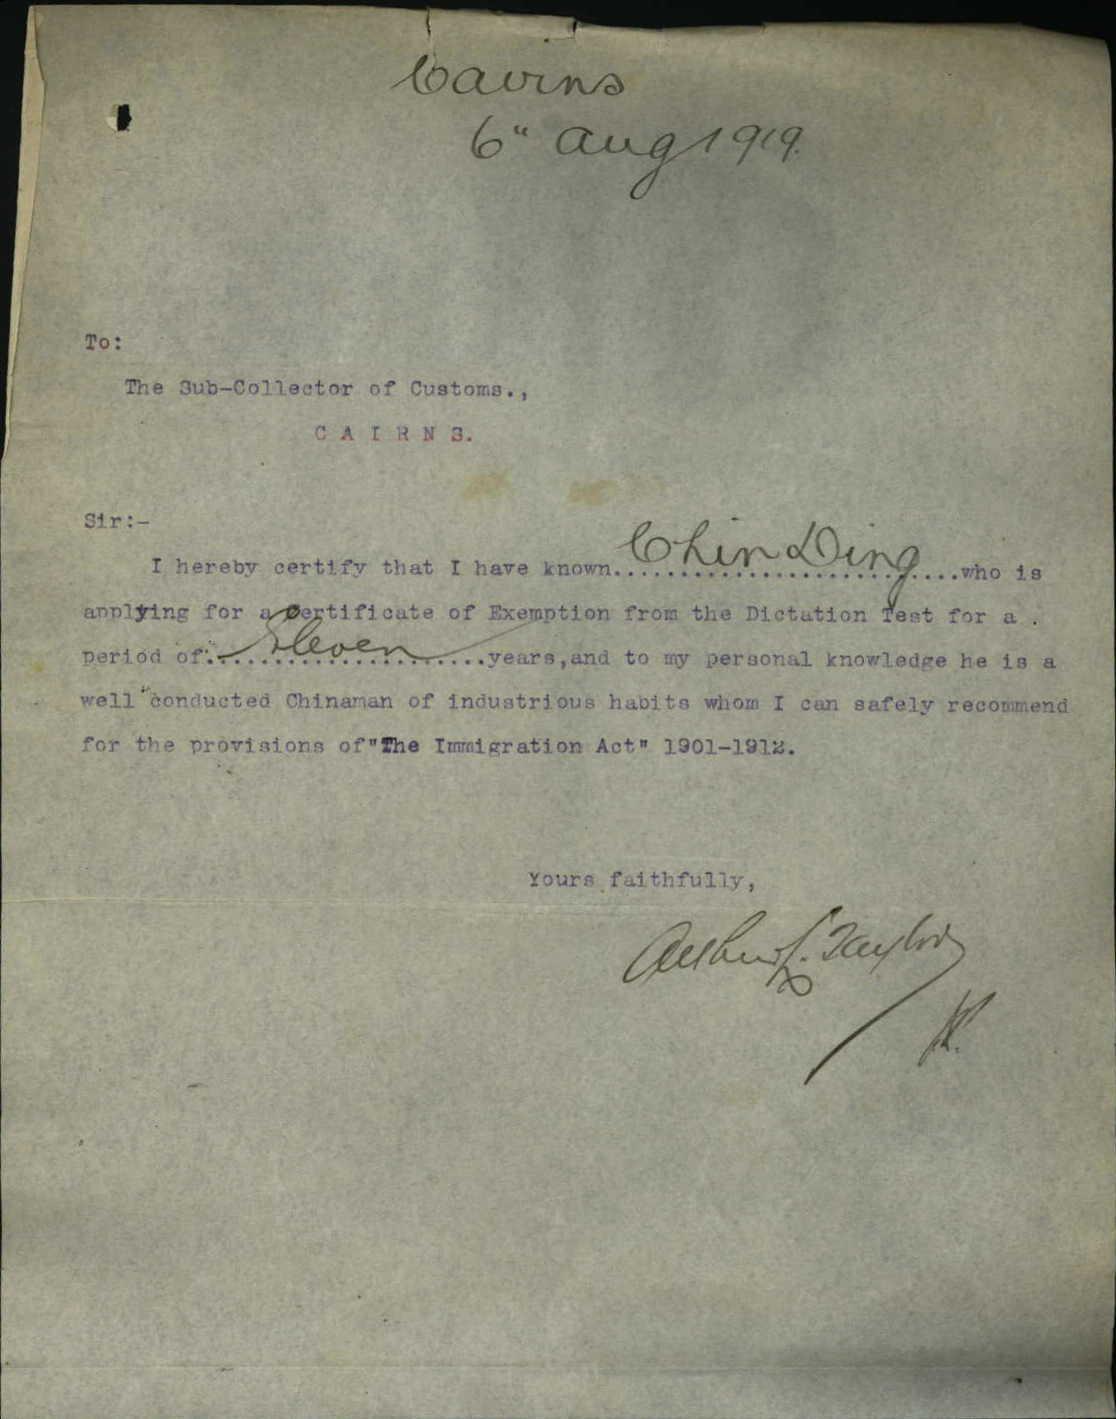 Cairns
6" Aug 1919.
To:
The Sub-Collector of Customs.,
C A I R N S.
Sir:-
I hereby certify that I have known..........Chin Ding..........who is
applying for a certificate of Exemption from the Dictation Test for a .
period of..........Eleven..........years,and to my personal knowledge he is a
well conducted Chinaman of industrious habits whom I can safely recommend
for the provisions of"The Immigration Act" 1901-1912.
Yours faithfully,
Arthur L. Taylor